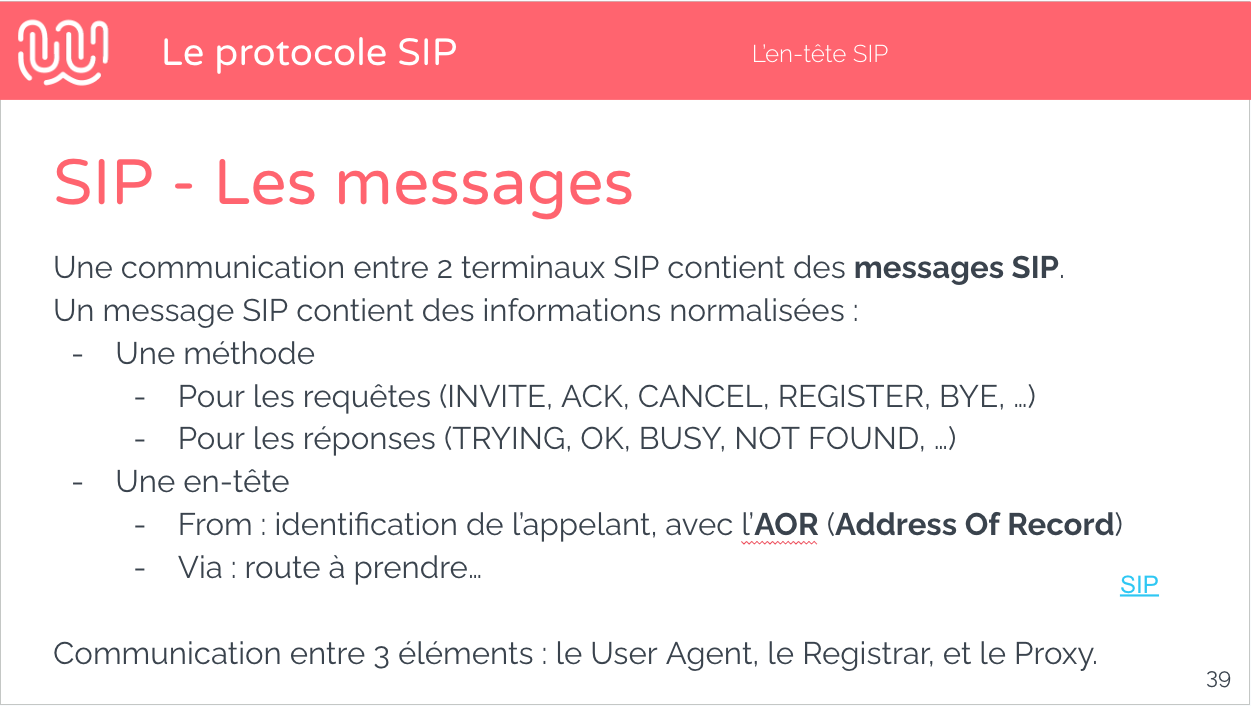 Le protocole SIP
L'en-tête SIP
SIP - Les messages
Une communication entre 2 terminaux SIP contient des messages SIP.
Un message SIP contient des informations normalisées :
- Une méthode
- Pour les requêtes (INVITE, ACK, CANCEL, REGISTER, BYE, …)
- Pour les réponses (TRYING, OK, BUSY, NOT FOUND, …)
- Une en-tête
- From : identification de l'appelant, avec l'AOR (Address Of Record)
- Via : route à prendre…
SIP
Communication entre 3 éléments : le User Agent, le Registrar, et le Proxy.
39